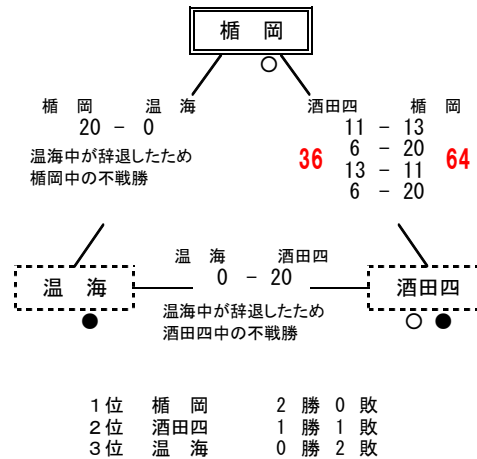 楯 岡
○
楯 岡 温 海
20 - 0
温海中が辞退したため
楯岡中の不戦勝
酒田四 楯 岡
11 - 13
6 - 20
36 64
13 - 11
6 - 20
温 海 酒田四
0 - 20
温海中が辞退したため
酒田四中の不戦勝
温 海
●
酒田四
○ ●
1位 楯 岡 2 勝 0 敗
2位 酒田四 1 勝 1 敗
3位 温 海 0 勝 2 敗